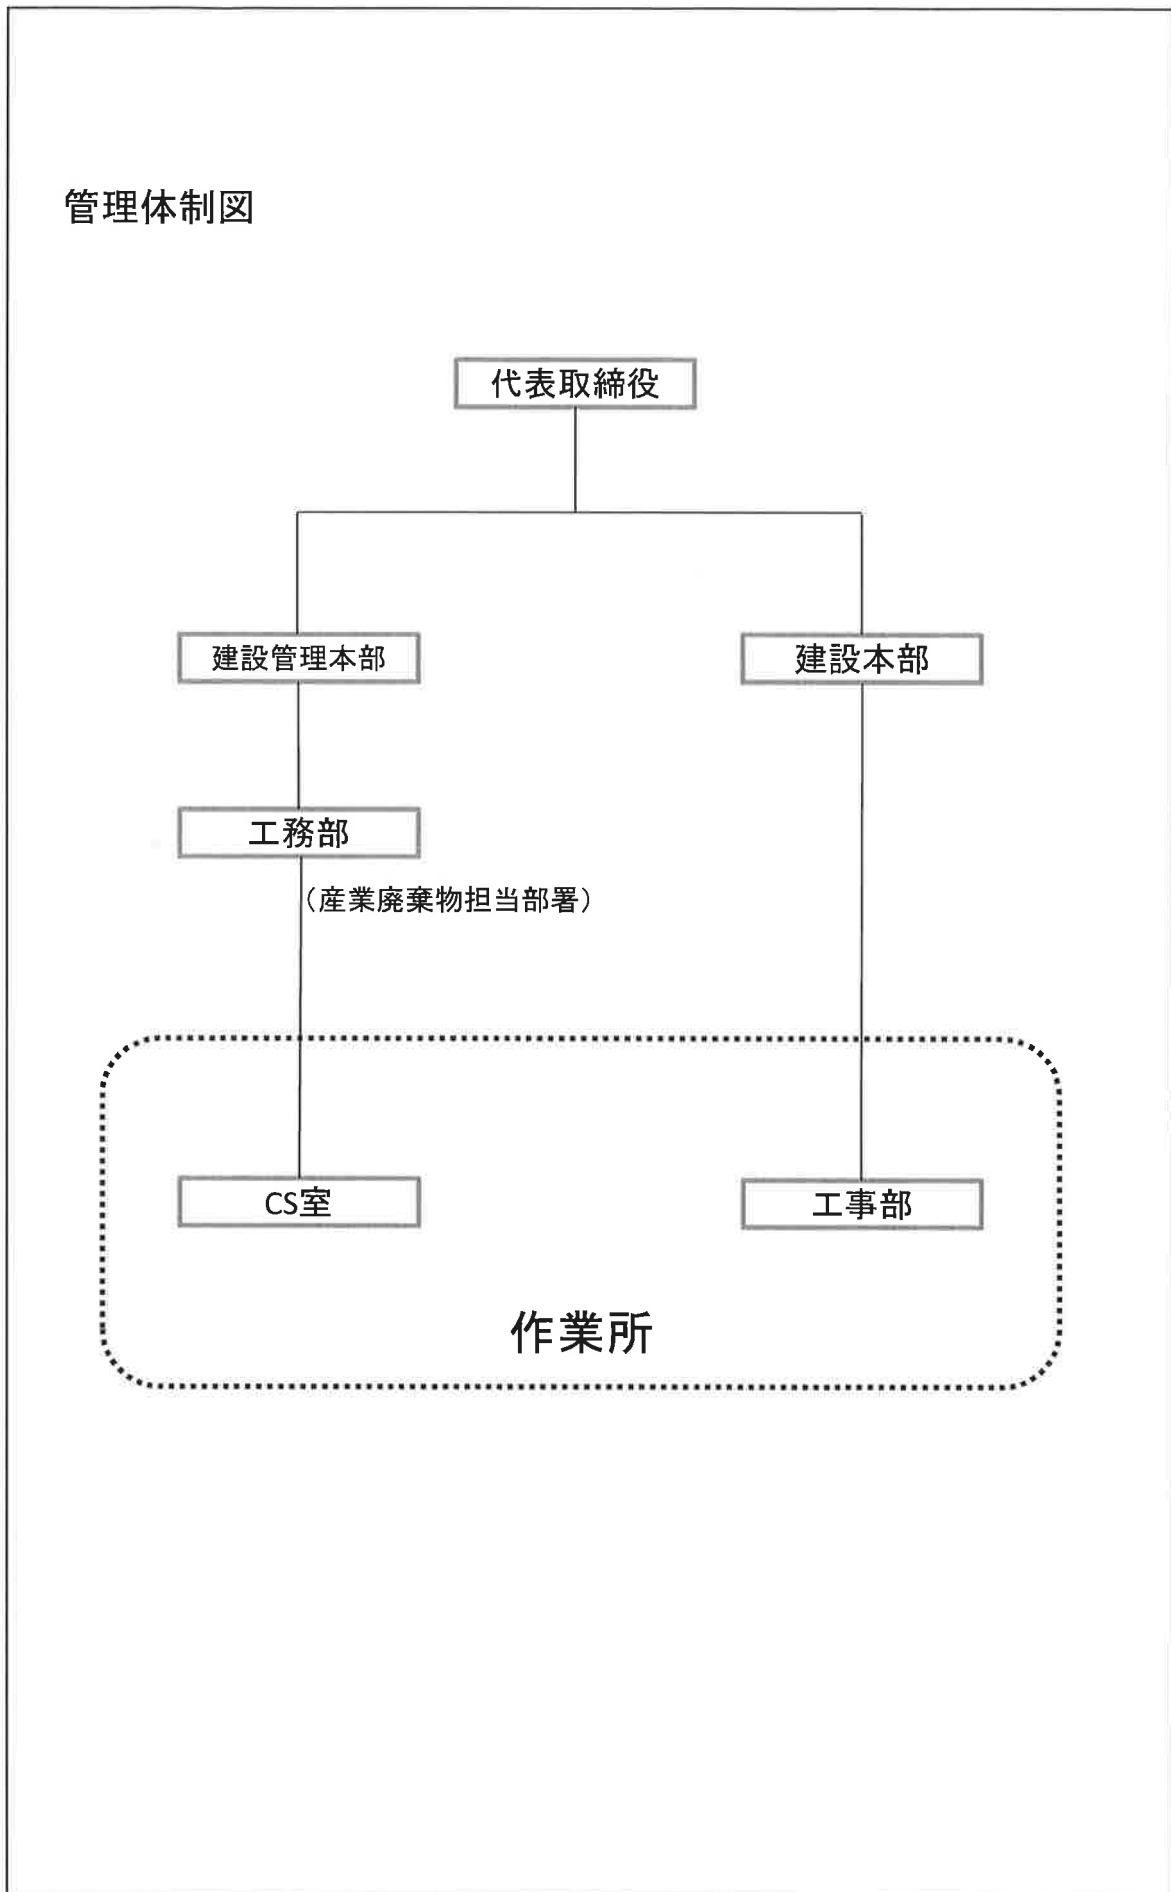 管理体制図
代表取締役
建設管理本部
建設本部
工務部
（産業廃棄物担当部署）
CS室
工事部
作業所